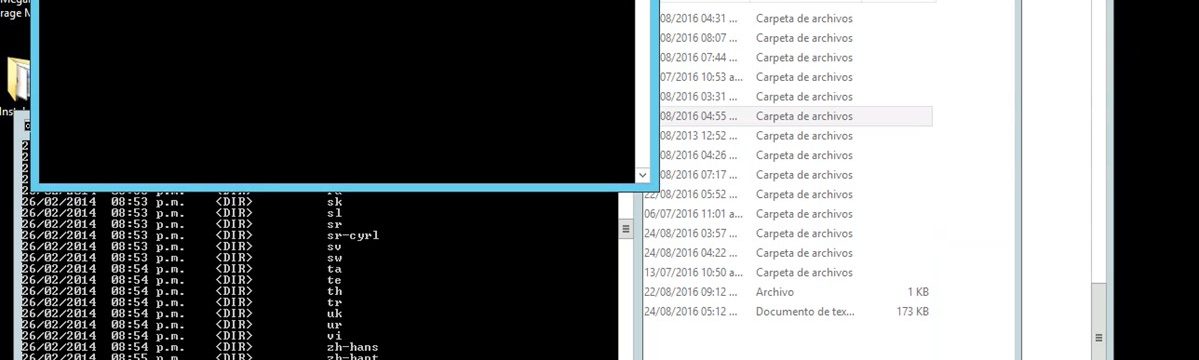 rage M
08/2016 04:31 ... Carpeta de archivos
08/2016 08:07 ... Carpeta de archivos
08/2016 07:44 ... Carpeta de archivos
07/2016 10:53 a... Carpeta de archivos
08/2016 03:31 ... Carpeta de archivos
08/2016 04:55 ... Carpeta de archivos
08/2013 12:52 ... Carpeta de archivos
08/2016 04:26 ... Carpeta de archivos
08/2016 07:17 ... Carpeta de archivos
22/08/2016 05:52 ... Carpeta de archivos
06/07/2016 11:01 a... Carpeta de archivos
24/08/2016 03:57 ... Carpeta de archivos
24/08/2016 04:22 ... Carpeta de archivos
13/07/2016 10:50 a... Carpeta de archivos
22/08/2016 09:12 ... Archivo 1 KB
24/08/2016 05:12 ... Documento de tex... 173 KB
Inst
26/02/2014 08:53 p.m. <DIR> sk
26/02/2014 08:53 p.m. <DIR> sl
26/02/2014 08:53 p.m. <DIR> sr
26/02/2014 08:53 p.m. <DIR> sr-cyrl
26/02/2014 08:53 p.m. <DIR> sv
26/02/2014 08:53 p.m. <DIR> sw
26/02/2014 08:54 p.m. <DIR> ta
26/02/2014 08:54 p.m. <DIR> te
26/02/2014 08:54 p.m. <DIR> th
26/02/2014 08:54 p.m. <DIR> tr
26/02/2014 08:54 p.m. <DIR> uk
26/02/2014 08:54 p.m. <DIR> ur
26/02/2014 08:54 p.m. <DIR> vi
26/02/2014 08:54 p.m. <DIR> zh-hans
26/02/2014 08:55 p.m. <DIR> zh-hant